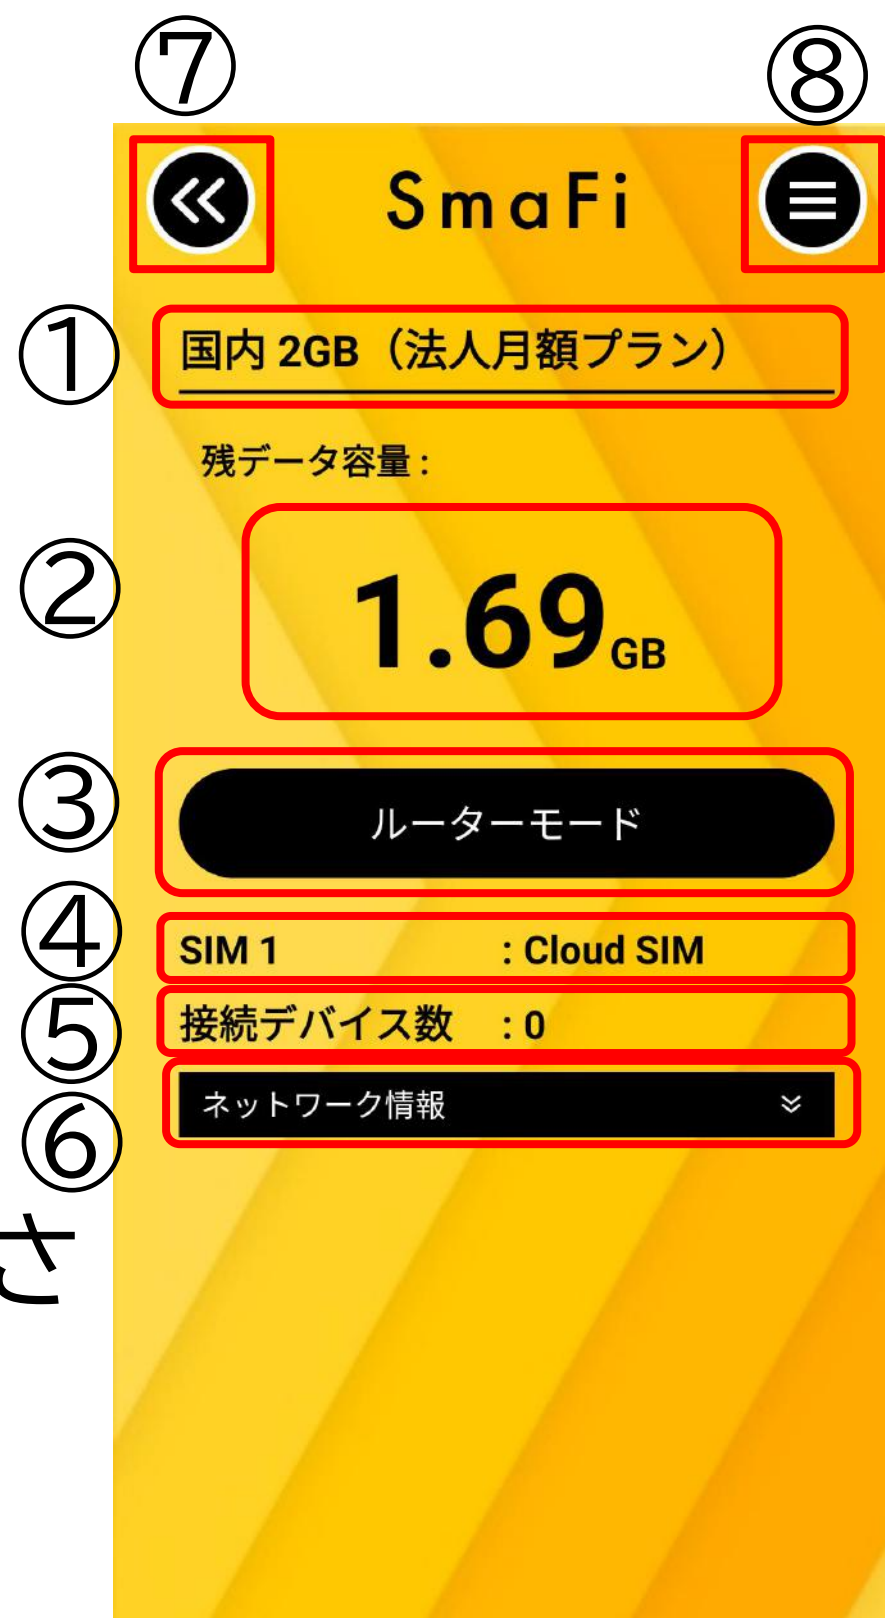 ⑦ ⑧
SmaFi
① 国内 2GB（法人月額プラン）
残データ容量 :
② 1.69GB
③ ルーターモード
④ SIM 1 : Cloud SIM
⑤ 接続デバイス数 : 0
⑥ ネットワーク情報